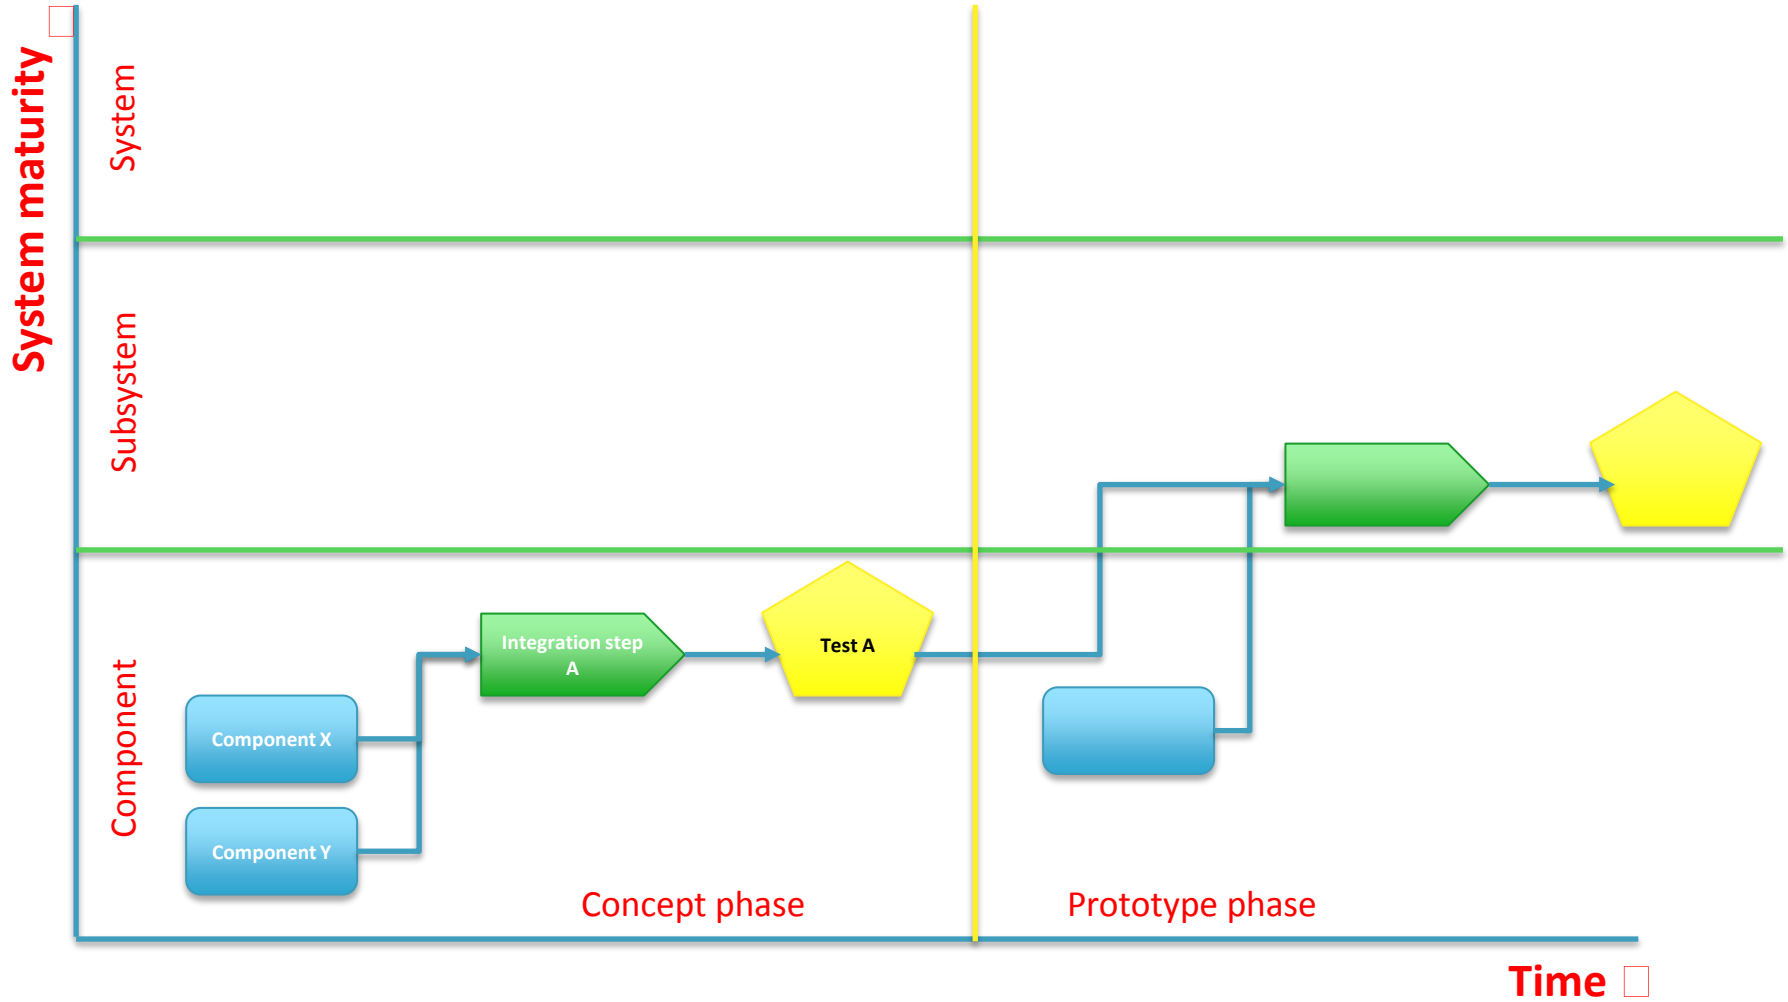 System maturity
System
Subsystem
Component
Integration step
A
Test A
Component X
Component Y
Concept phase
Prototype phase
Time